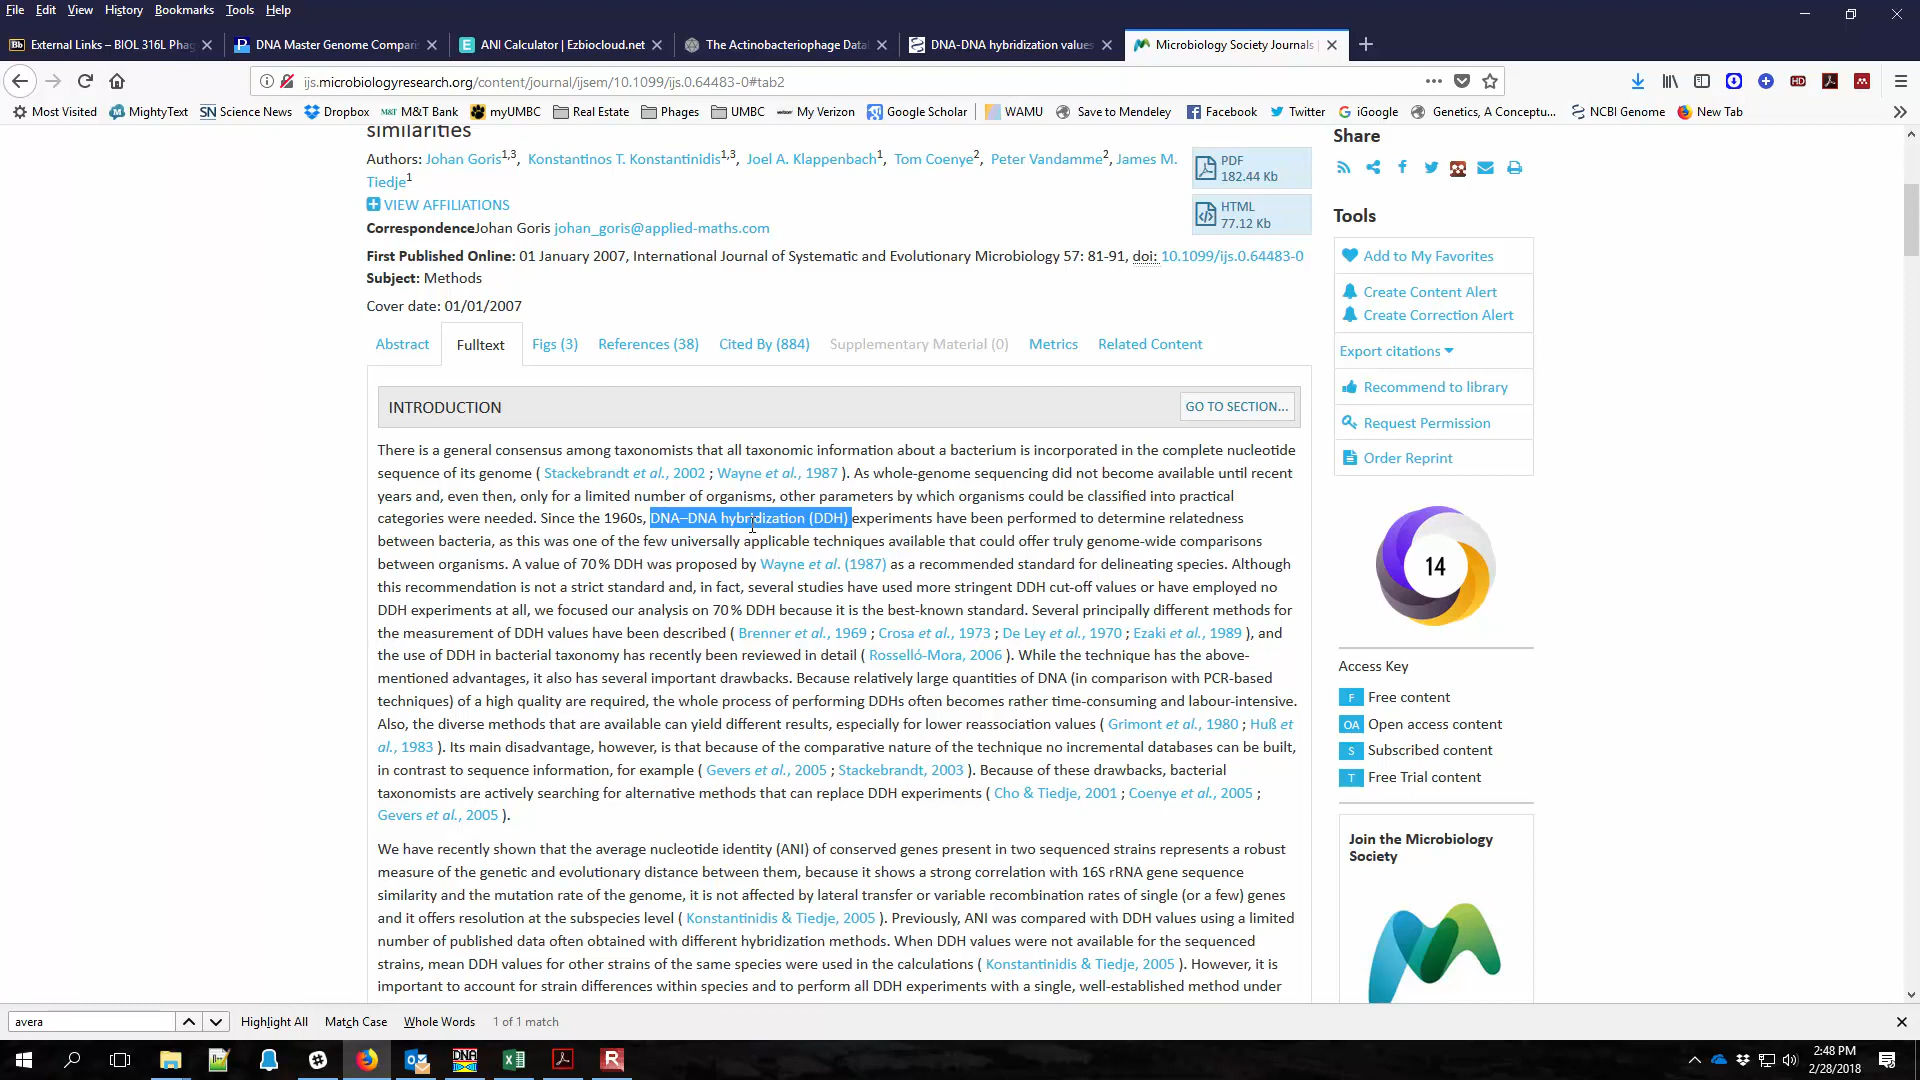 File Edit View History Bookmarks Tools Help
External Links – BIOL 316L Phag
DNA Master Genome Compari
ANI Calculator | Ezbiocloud.net
The Actinobacteriophage Data
DNA-DNA hybridization values
Microbiology Society Journals
ijs.microbiologyresearch.org/content/journal/ijsem/10.1099/ijs.0.64483-0#tab2
Most Visited MightyText Science News Dropbox M&T Bank myUMBC Real Estate Phages UMBC My Verizon Google Scholar WAMU Save to Mendeley Facebook Twitter iGoogle Genetics, A Conceptu... NCBI Genome New Tab
similarities
Authors: Johan Goris1,3, Konstantinos T. Konstantinidis1,3, Joel A. Klappenbach1, Tom Coenye2, Peter Vandamme2, James M.
Tiedje1
VIEW AFFILIATIONS
CorrespondenceJohan Goris johan_goris@applied-maths.com
First Published Online: 01 January 2007, International Journal of Systematic and Evolutionary Microbiology 57: 81-91, doi: 10.1099/ijs.0.64483-0
Subject: Methods
Cover date: 01/01/2007
PDF
182.44 Kb
HTML
77.12 Kb
Abstract Fulltext Figs (3) References (38) Cited By (884) Supplementary Material (0) Metrics Related Content
INTRODUCTION
GO TO SECTION...
There is a general consensus among taxonomists that all taxonomic information about a bacterium is incorporated in the complete nucleotide
sequence of its genome ( Stackebrandt et al., 2002 ; Wayne et al., 1987 ). As whole-genome sequencing did not become available until recent
years and, even then, only for a limited number of organisms, other parameters by which organisms could be classified into practical
categories were needed. Since the 1960s, DNA–DNA hybridization (DDH) experiments have been performed to determine relatedness
between bacteria, as this was one of the few universally applicable techniques available that could offer truly genome-wide comparisons
between organisms. A value of 70 % DDH was proposed by Wayne et al. (1987) as a recommended standard for delineating species. Although
this recommendation is not a strict standard and, in fact, several studies have used more stringent DDH cut-off values or have employed no
DDH experiments at all, we focused our analysis on 70 % DDH because it is the best-known standard. Several principally different methods for
the measurement of DDH values have been described ( Brenner et al., 1969 ; Crosa et al., 1973 ; De Ley et al., 1970 ; Ezaki et al., 1989 ), and
the use of DDH in bacterial taxonomy has recently been reviewed in detail ( Rosselló-Mora, 2006 ). While the technique has the above-
mentioned advantages, it also has several important drawbacks. Because relatively large quantities of DNA (in comparison with PCR-based
techniques) of a high quality are required, the whole process of performing DDHs often becomes rather time-consuming and labour-intensive.
Also, the diverse methods that are available can yield different results, especially for lower reassociation values ( Grimont et al., 1980 ; Huß et
al., 1983 ). Its main disadvantage, however, is that because of the comparative nature of the technique no incremental databases can be built,
in contrast to sequence information, for example ( Gevers et al., 2005 ; Stackebrandt, 2003 ). Because of these drawbacks, bacterial
taxonomists are actively searching for alternative methods that can replace DDH experiments ( Cho & Tiedje, 2001 ; Coenye et al., 2005 ;
Gevers et al., 2005 ).
We have recently shown that the average nucleotide identity (ANI) of conserved genes present in two sequenced strains represents a robust
measure of the genetic and evolutionary distance between them, because it shows a strong correlation with 16S rRNA gene sequence
similarity and the mutation rate of the genome, it is not affected by lateral transfer or variable recombination rates of single (or a few) genes
and it offers resolution at the subspecies level ( Konstantinidis & Tiedje, 2005 ). Previously, ANI was compared with DDH values using a limited
number of published data often obtained with different hybridization methods. When DDH values were not available for the sequenced
strains, mean DDH values for other strains of the same species were used in the calculations ( Konstantinidis & Tiedje, 2005 ). However, it is
important to account for strain differences within species and to perform all DDH experiments with a single, well-established method under
Share
Tools
Add to My Favorites
Create Content Alert
Create Correction Alert
Export citations
Recommend to library
Request Permission
Order Reprint
14
Access Key
F Free content
OA Open access content
S Subscribed content
T Free Trial content
Join the Microbiology
Society
avera
Highlight All Match Case Whole Words 1 of 1 match
2:48 PM
2/28/2018